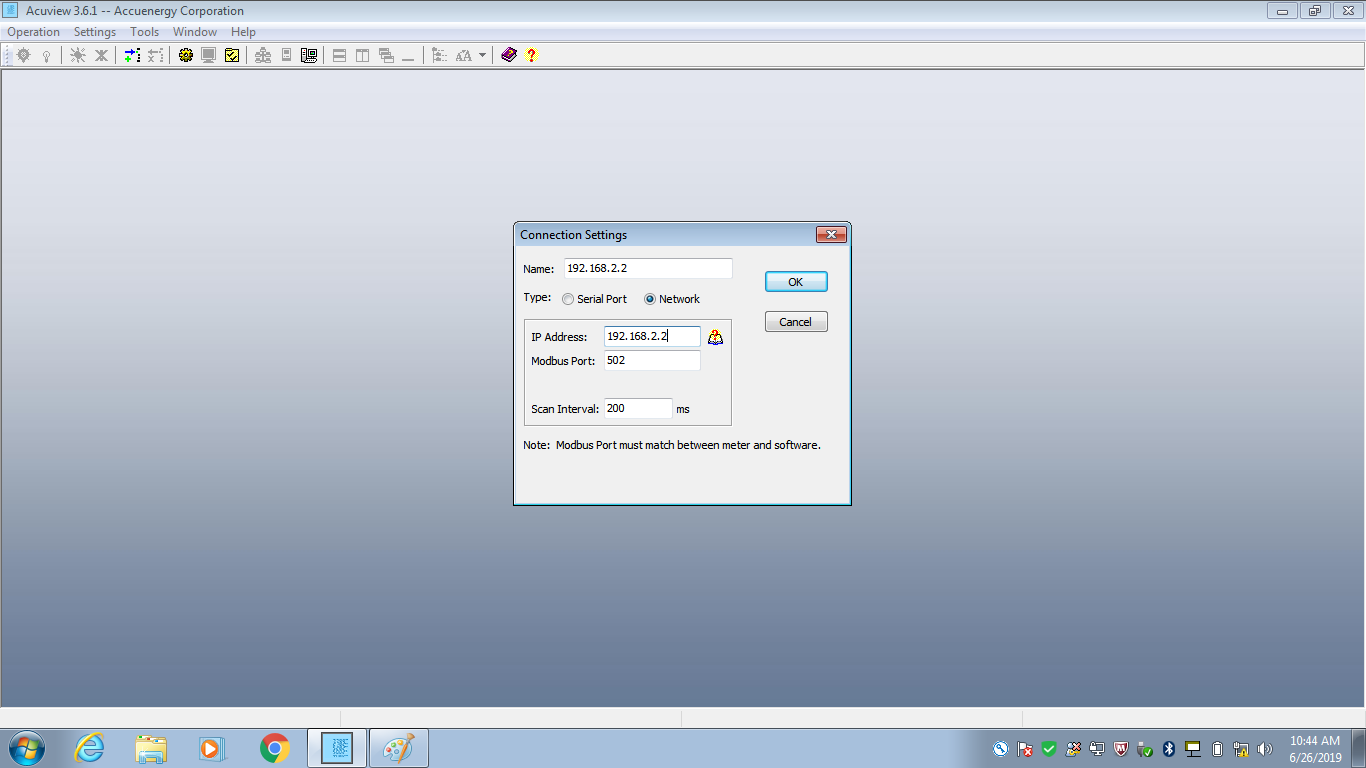 Acuview 3.6.1 -- Accuenergy Corporation
Operation Settings Tools Window Help
Connection Settings
Name: 192.168.2.2
OK
Type: Serial Port Network
Cancel
IP Address: 192.168.2.2
Modbus Port: 502
Scan Interval: 200 ms
Note: Modbus Port must match between meter and software.
10:44 AM
6/26/2019